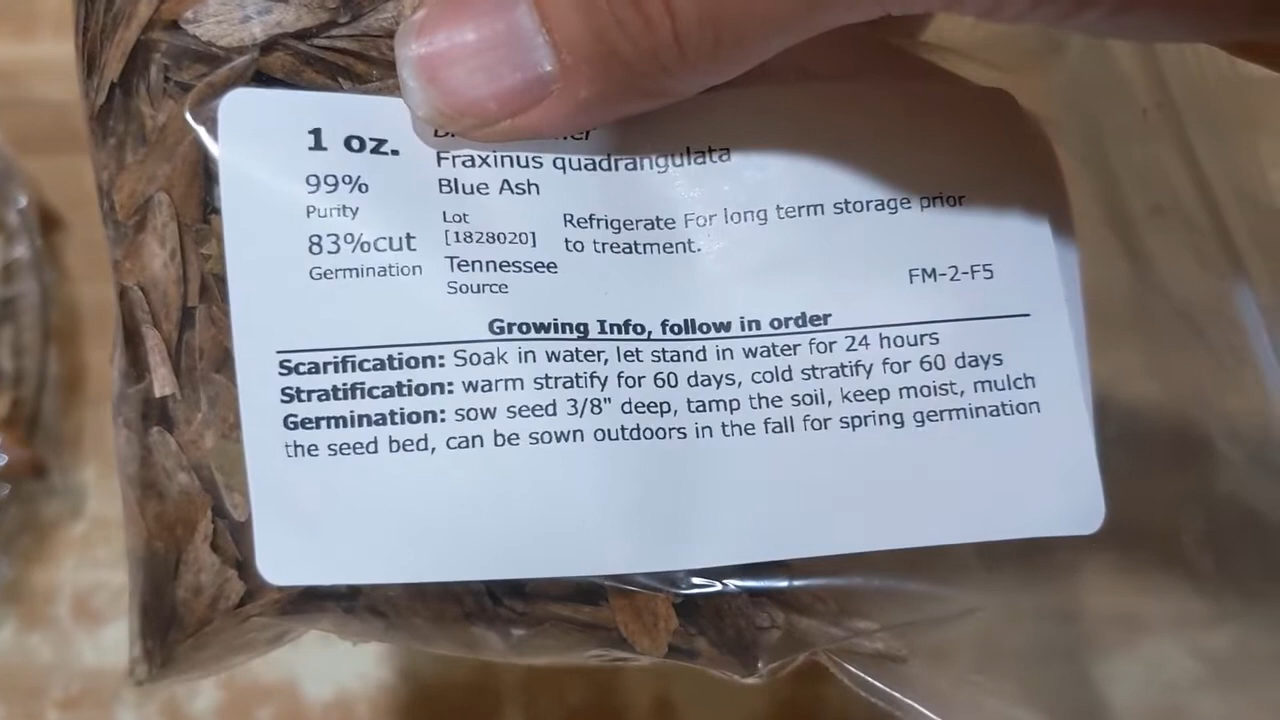 1 oz.
Fraxinus quadrangulata
99%
Blue Ash
Purity
Lot
Refrigerate For long term storage prior
83%cut
[1828020]
to treatment.
Germination
Tennessee
Source
FM-2-F5
Growing Info, follow in order
Scarification: Soak in water, let stand in water for 24 hours
Stratification: warm stratify for 60 days, cold stratify for 60 days
Germination: sow seed 3/8" deep, tamp the soil, keep moist, mulch
the seed bed, can be sown outdoors in the fall for spring germination